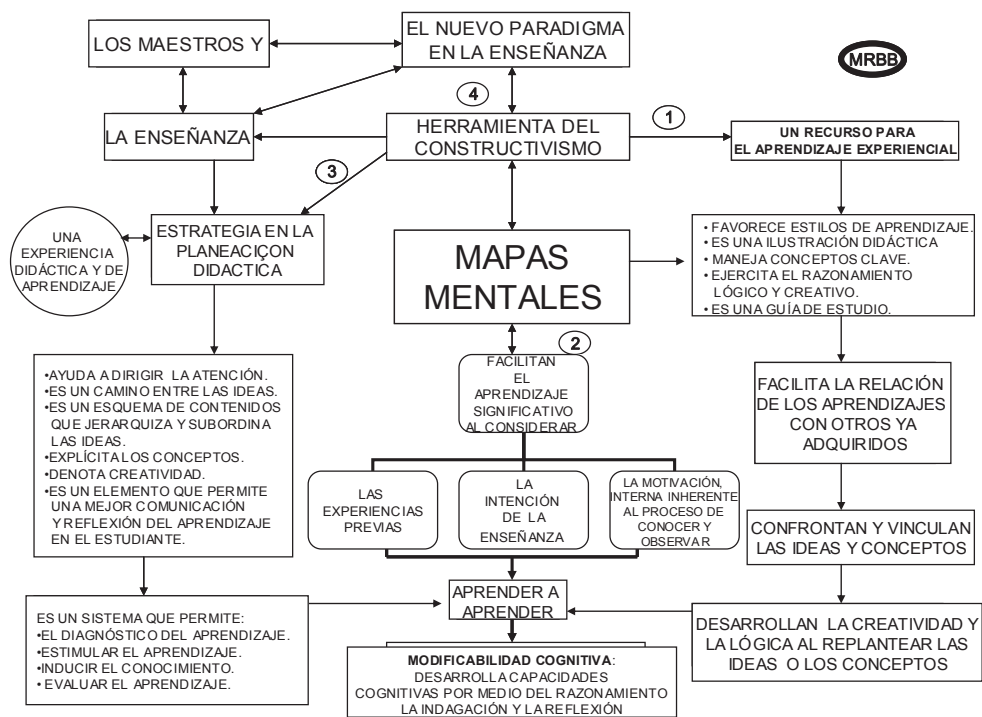 LOS MAESTROS Y
EL NUEVO PARADIGMA
EN LA ENSEÑANZA
MRBB
4
1
LA ENSEÑANZA
HERRAMIENTA DEL
CONSTRUCTIVISMO
UN RECURSO PARA
EL APRENDIZAJE EXPERIENCIAL
3
UNA
EXPERIENCIA
DIDÁCTICA Y DE
APRENDIZAJE
ESTRATEGIA EN LA
PLANEACIÇON
DIDACTICA
MAPAS
MENTALES
• FAVORECE ESTILOS DE APRENDIZAJE.
• ES UNA ILUSTRACIÓN DIDÁCTICA
• MANEJA CONCEPTOS CLAVE.
• EJERCITA EL RAZONAMIENTO
LÓGICO Y CREATIVO.
• ES UNA GUÍA DE ESTUDIO.
2
FACILITAN
EL
APRENDIZAJE
SIGNIFICATIVO
AL CONSIDERAR
•AYUDA A DIRIGIR LA ATENCIÓN.
•ES UN CAMINO ENTRE LAS IDEAS.
•ES UN ESQUEMA DE CONTENIDOS
QUE JERARQUIZA Y SUBORDINA
LAS IDEAS.
•EXPLÍCITA LOS CONCEPTOS.
•DENOTA CREATIVIDAD.
•ES UN ELEMENTO QUE PERMITE
UNA MEJOR COMUNICACIÓN
Y REFLEXIÓN DEL APRENDIZAJE
EN EL ESTUDIANTE.
FACILITA LA RELACIÓN
DE LOS APRENDIZAJES
CON OTROS YA
ADQUIRIDOS
LAS
EXPERIENCIAS
PREVIAS
LA
INTENCIÓN
DE LA
ENSEÑANZA
LA MOTIVACIÓN,
INTERNA INHERENTE
AL PROCESO DE
CONOCER Y
OBSERVAR
CONFRONTAN Y VINCULAN
LAS IDEAS Y CONCEPTOS
ES UN SISTEMA QUE PERMITE:
•EL DIAGNÓSTICO DEL APRENDIZAJE.
•ESTIMULAR EL APRENDIZAJE.
•INDUCIR EL CONOCIMIENTO.
• EVALUAR EL APRENDIZAJE.
APRENDER A
APRENDER
DESARROLLAN LA CREATIVIDAD Y
LA LÓGICA AL REPLANTEAR LAS
IDEAS O LOS CONCEPTOS
MODIFICABILIDAD COGNITIVA:
DESARROLLA CAPACIDADES
COGNITIVAS POR MEDIO DEL RAZONAMIENTO
LA INDAGACIÓN Y LA REFLEXIÓN